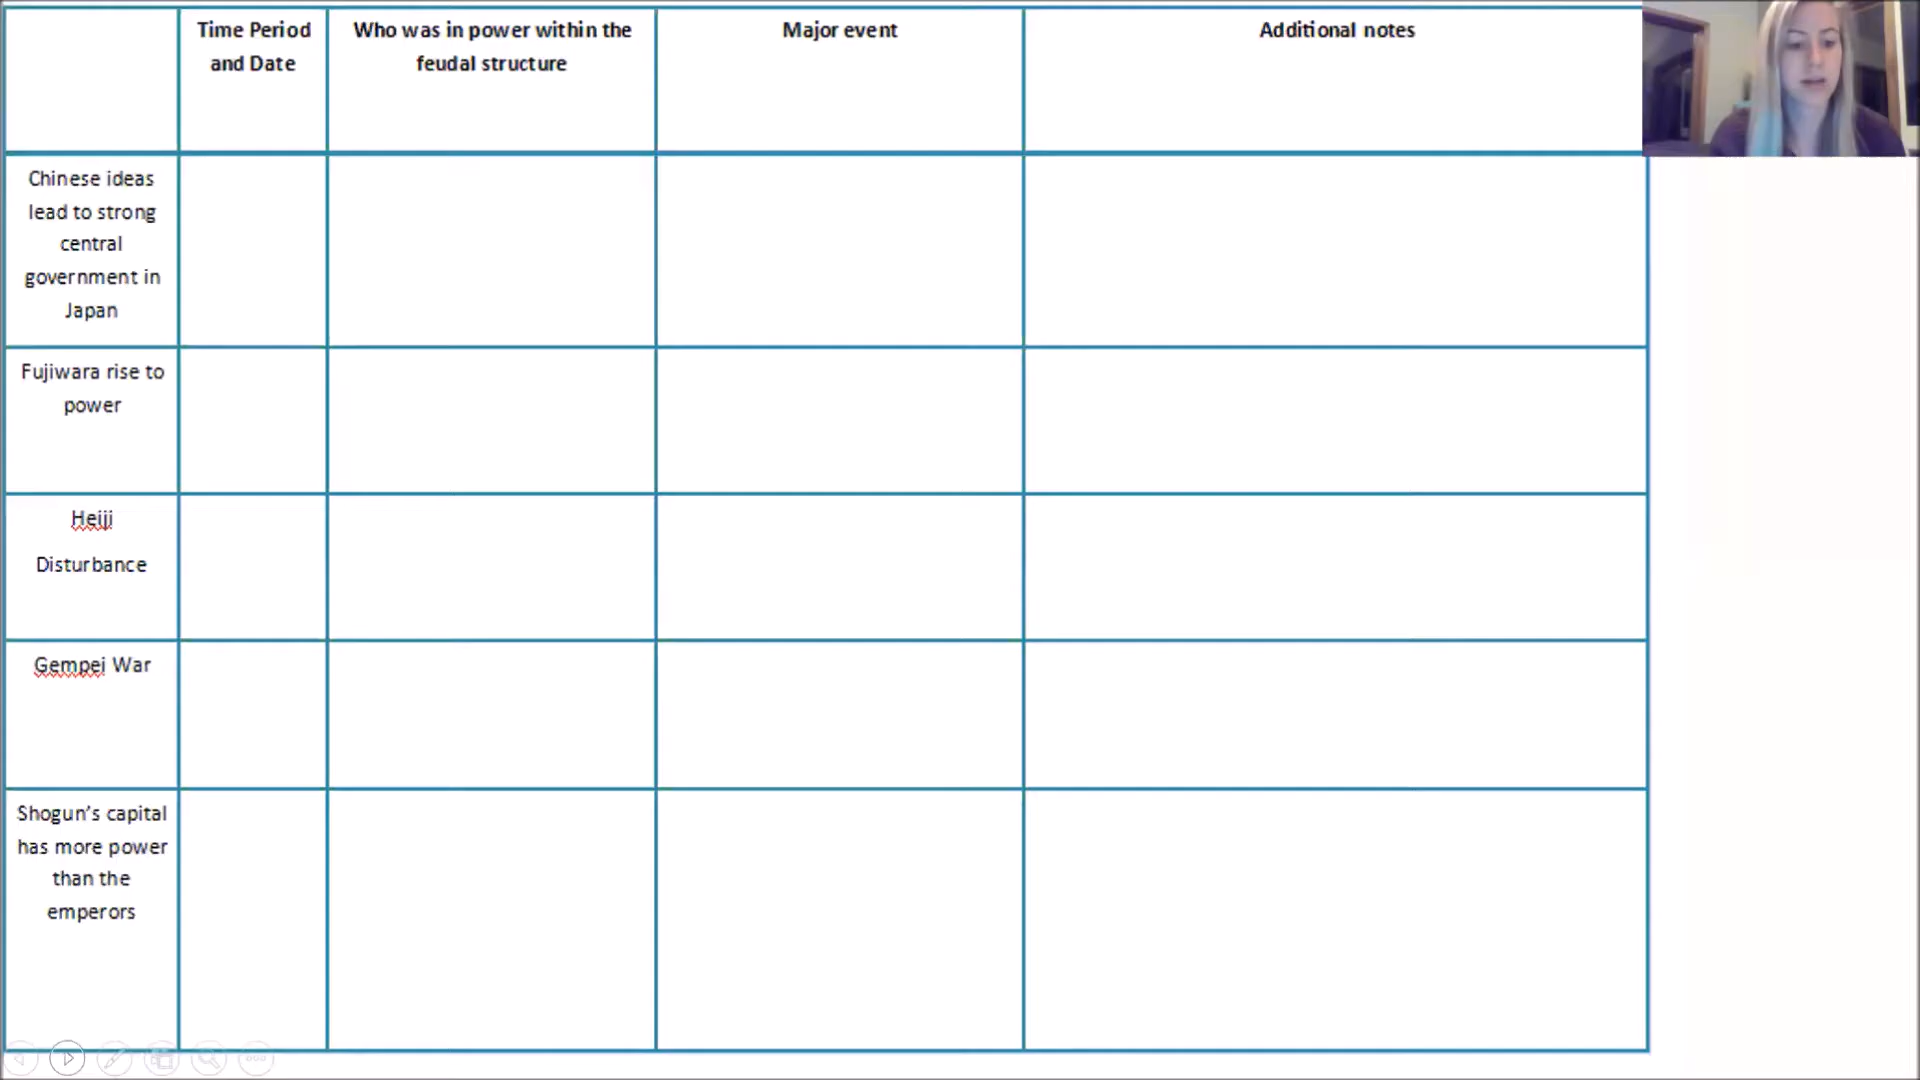 Time Period
and Date
Who was in power within the
feudal structure
Major event
Additional notes
Chinese ideas
lead to strong
central
government in
Japan
Fujiwara rise to
power
Heiji
Disturbance
Gempei War
Shogun’s capital
has more power
than the
emperors